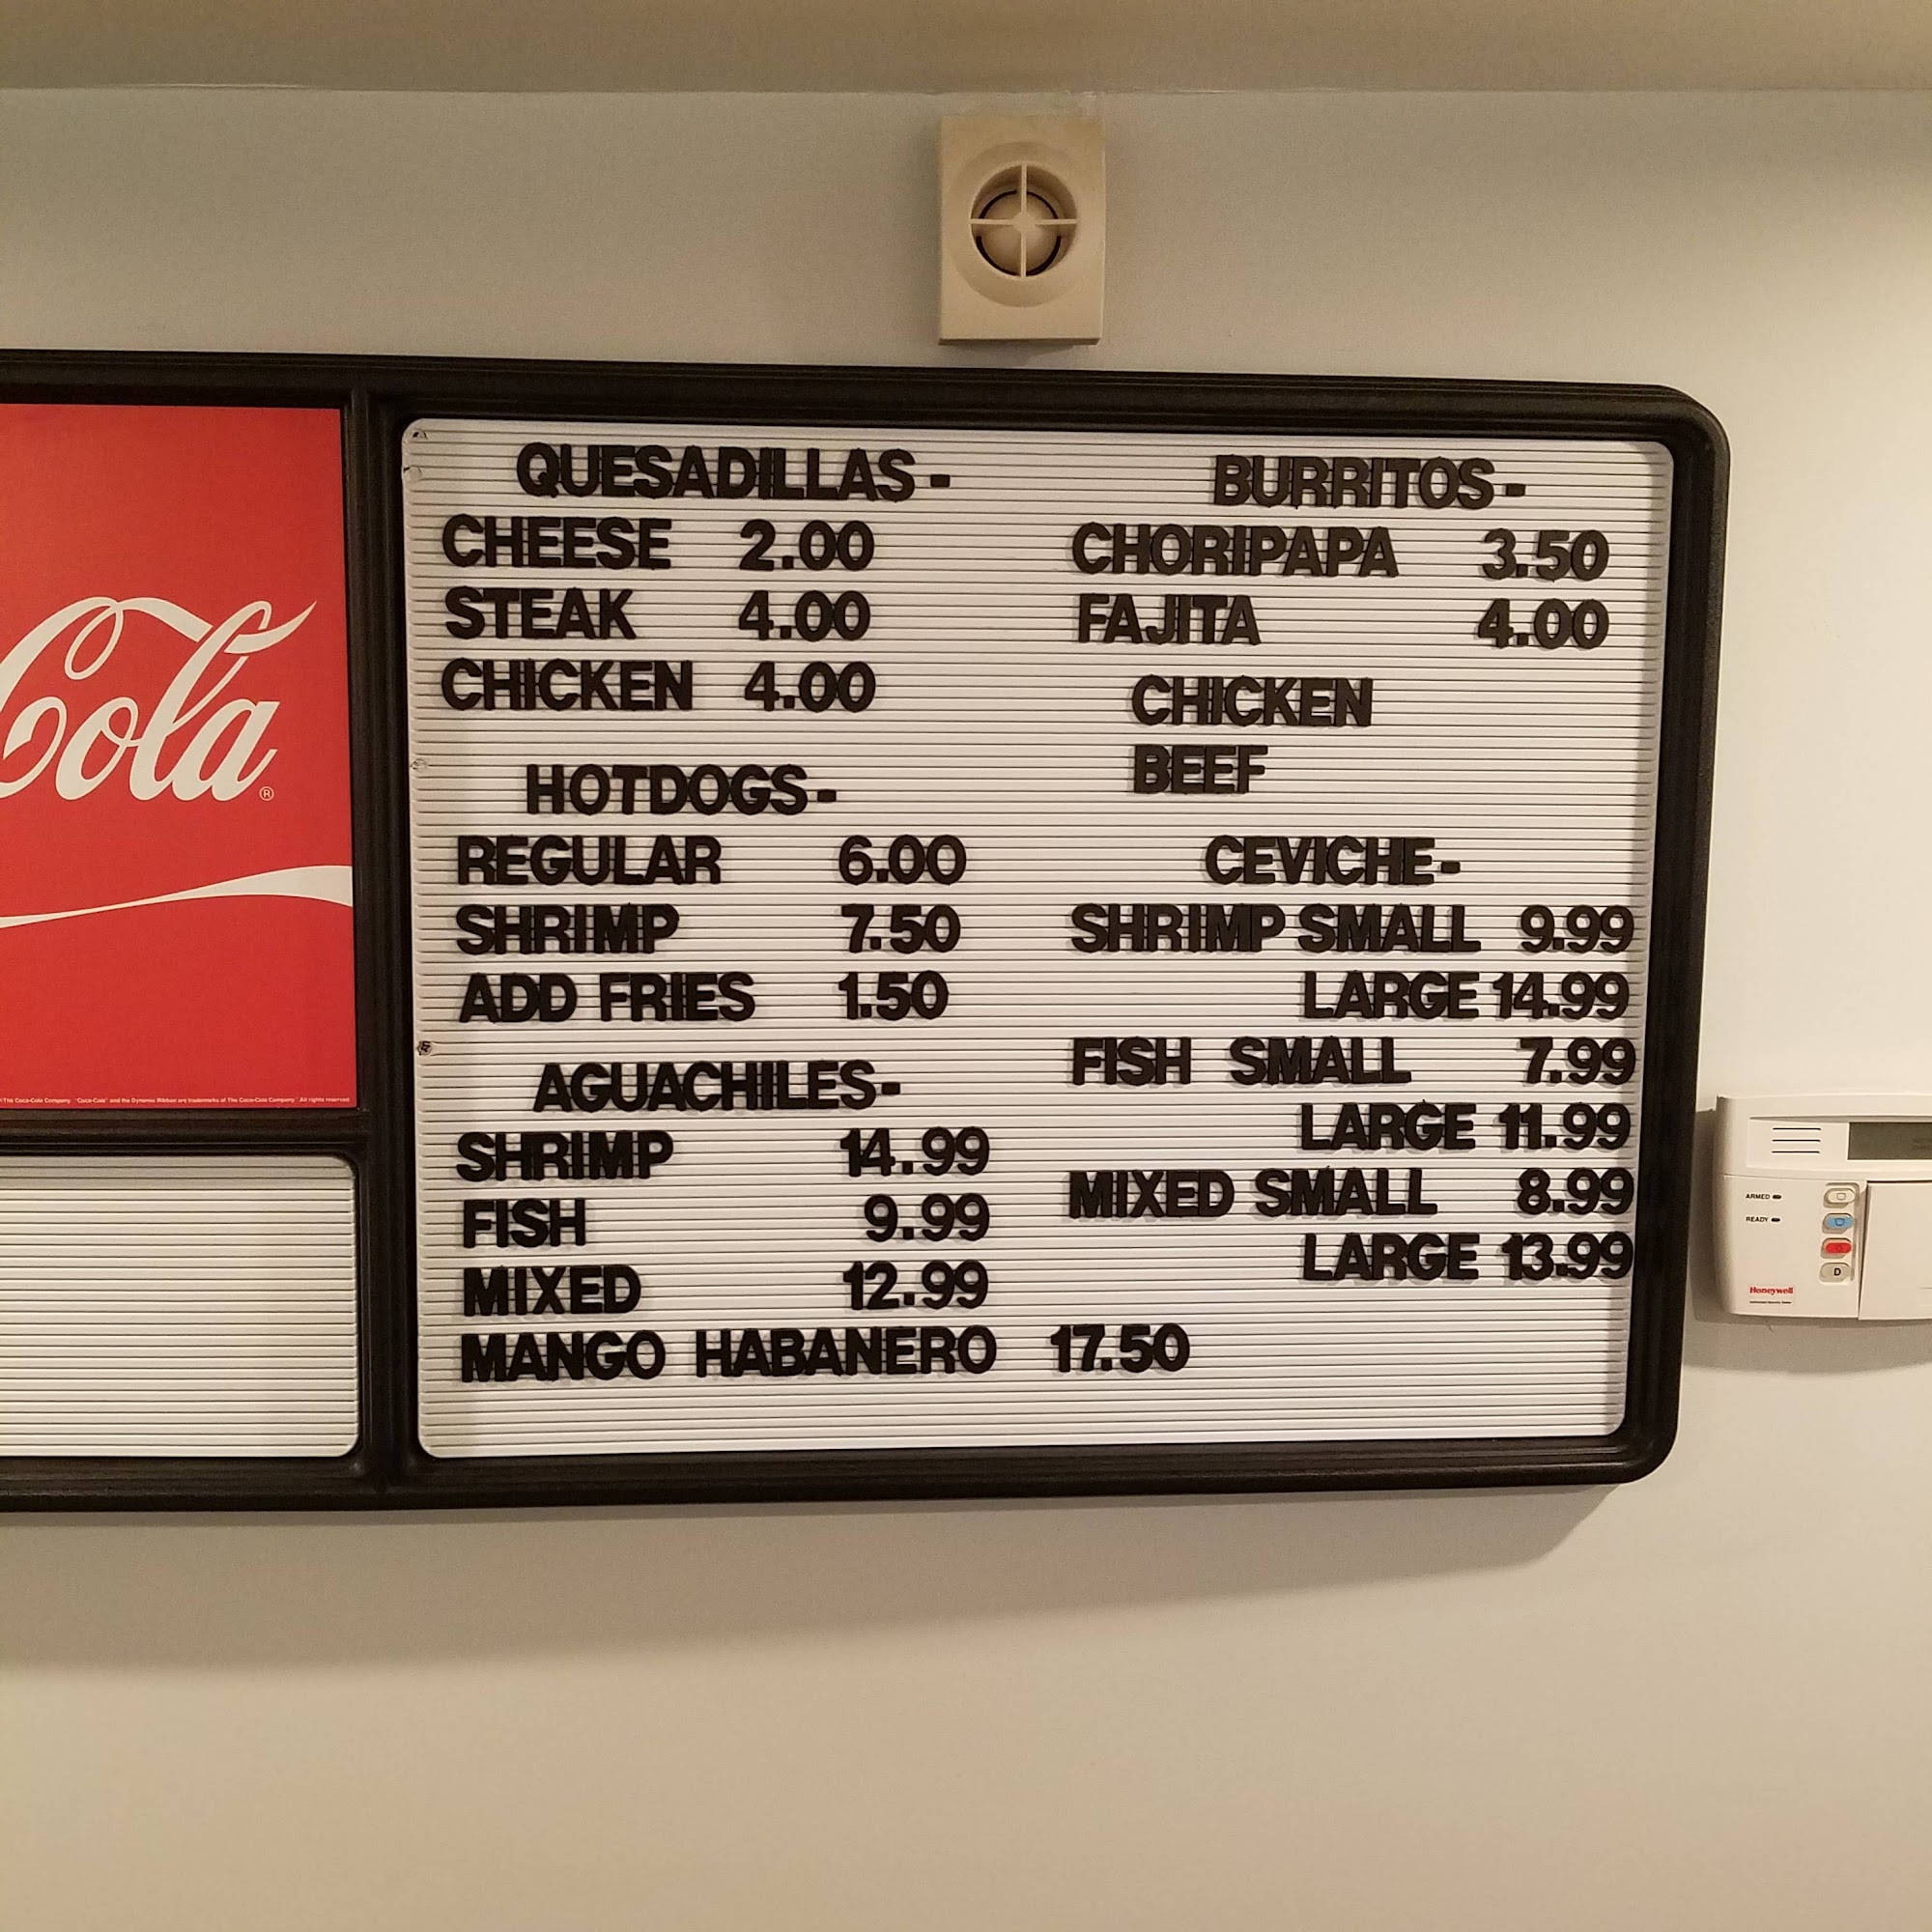 Cola®
QUESADILLAS-
CHEESE 2.00
STEAK 4.00
CHICKEN 4.00
HOTDOGS-
REGULAR 6.00
SHRIMP 7.50
ADD FRIES 1.50
AGUACHILES-
SHRIMP 14.99
FISH 9.99
MIXED 12.99
MANGO HABANERO 17.50
BURRITOS-
CHORIPAPA 3.50
FAJITA 4.00
CHICKEN
BEEF
CEVICHE-
SHRIMP SMALL 9.99
LARGE 14.99
FISH SMALL 7.99
LARGE 11.99
MIXED SMALL 8.99
LARGE 13.99
ARMED
READY
D
Honeywell